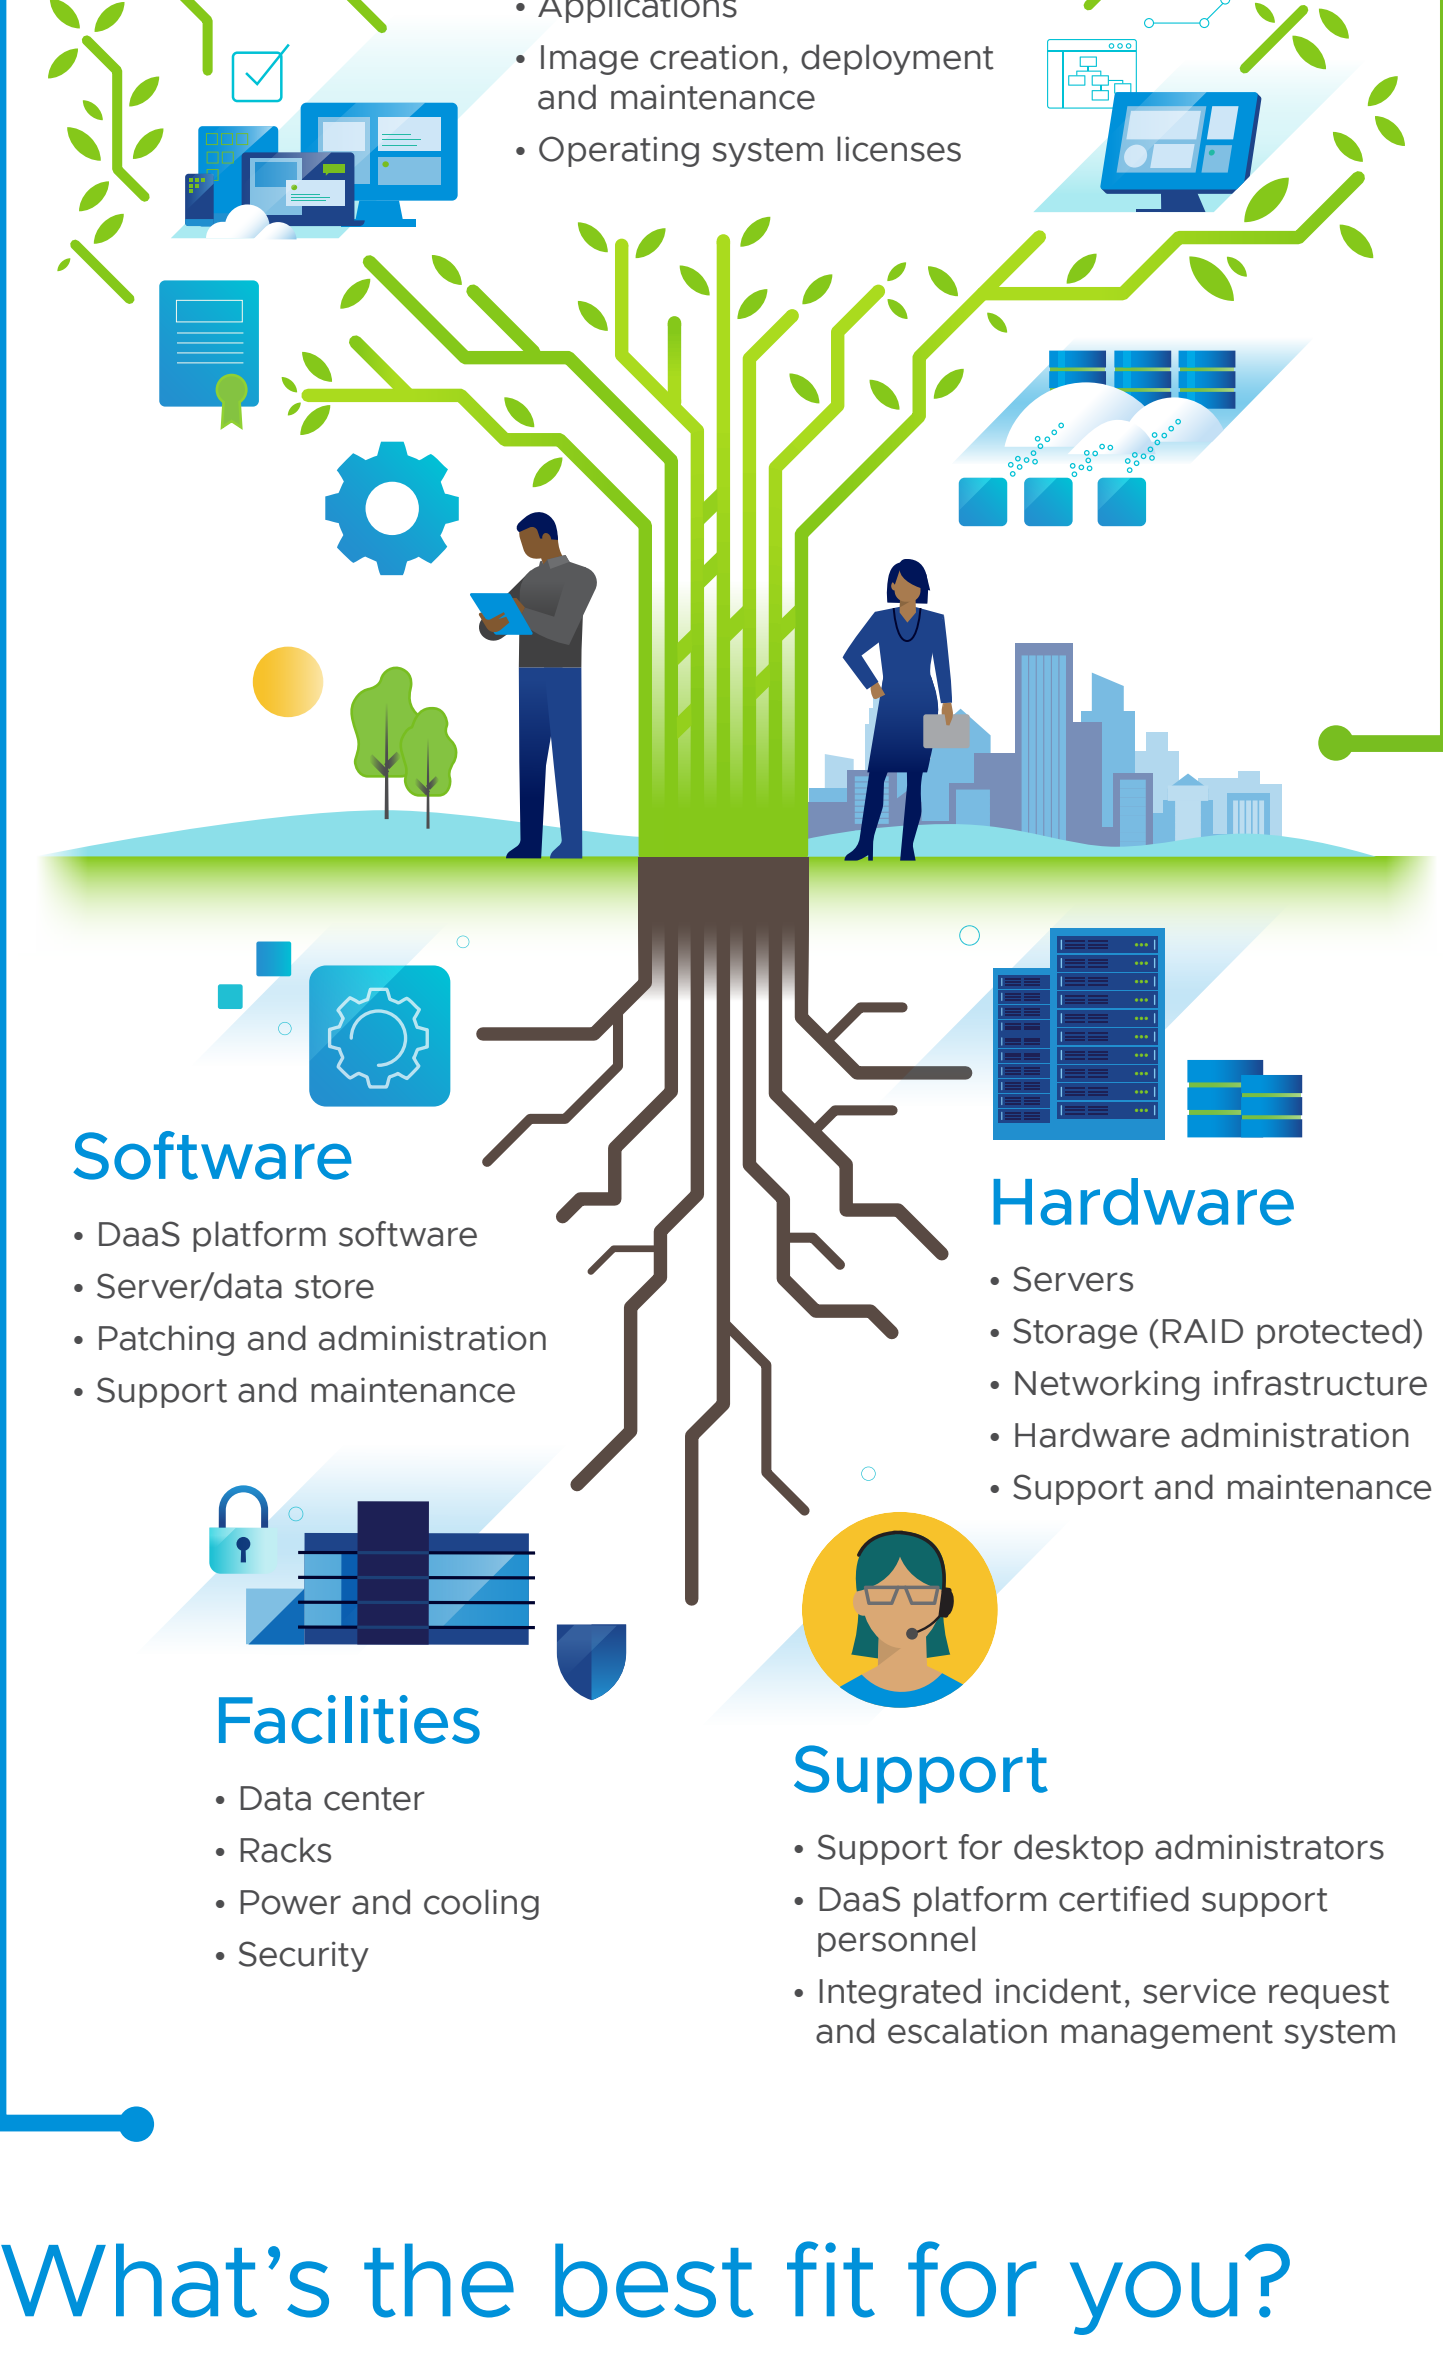 • Applications
• Image creation, deployment
and maintenance
• Operating system licenses
Software
• DaaS platform software
• Server/data store
• Patching and administration
• Support and maintenance
Hardware
• Servers
• Storage (RAID protected)
• Networking infrastructure
• Hardware administration
• Support and maintenance
Facilities
• Data center
• Racks
• Power and cooling
• Security
Support
• Support for desktop administrators
• DaaS platform certified support
personnel
• Integrated incident, service request
and escalation management system
What’s the best fit for you?